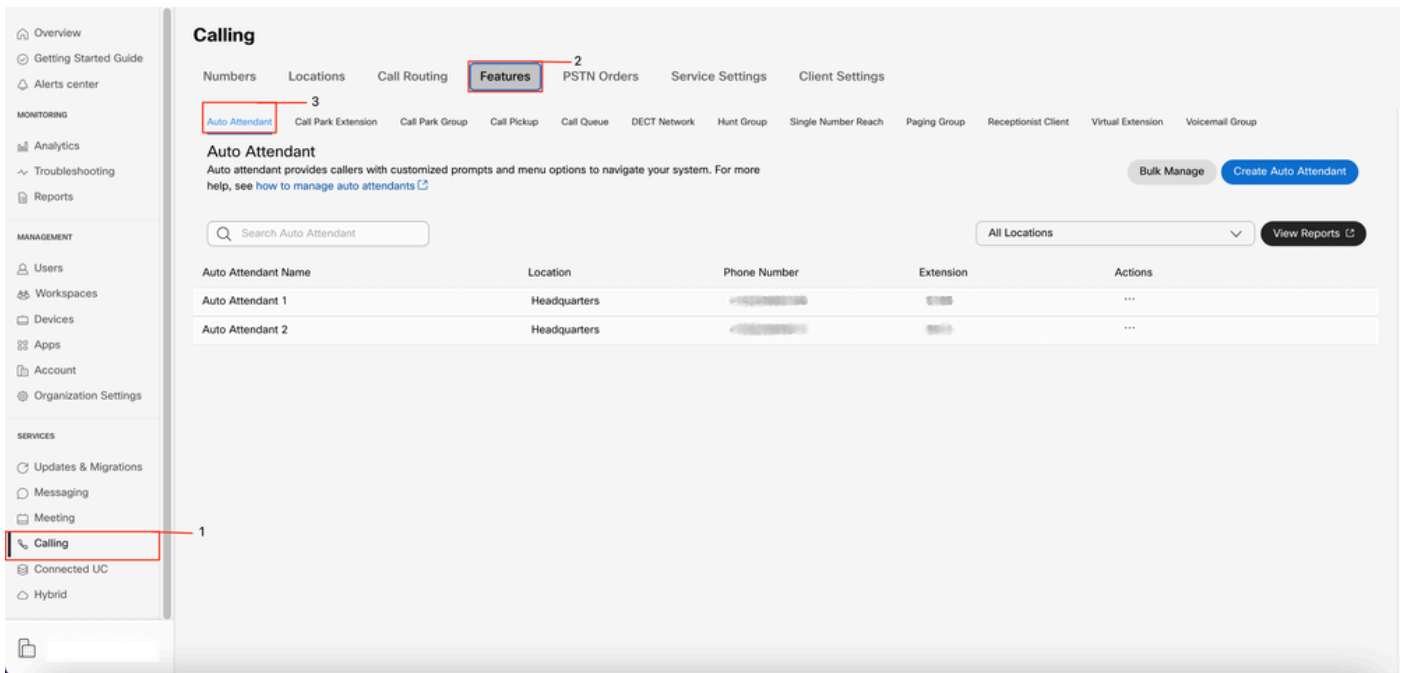 Overview
Getting Started Guide
Alerts center
MONITORING
Analytics
Troubleshooting
Reports
MANAGEMENT
Users
Workspaces
Devices
Apps
Account
Organization Settings
SERVICES
Updates & Migrations
Messaging
Meeting
Calling
1
Connected UC
Hybrid
Calling
2
Numbers Locations Call Routing Features PSTN Orders Service Settings Client Settings
3
Auto Attendant Call Park Extension Call Park Group Call Pickup Call Queue DECT Network Hunt Group Single Number Reach Paging Group Receptionist Client Virtual Extension Voicemail Group
Auto Attendant
Auto attendant provides callers with customized prompts and menu options to navigate your system. For more
help, see how to manage auto attendants
Bulk Manage Create Auto Attendant
Search Auto Attendant All Locations View Reports
Auto Attendant Name Location Phone Number Extension Actions
Auto Attendant 1 Headquarters ...
Auto Attendant 2 Headquarters ...